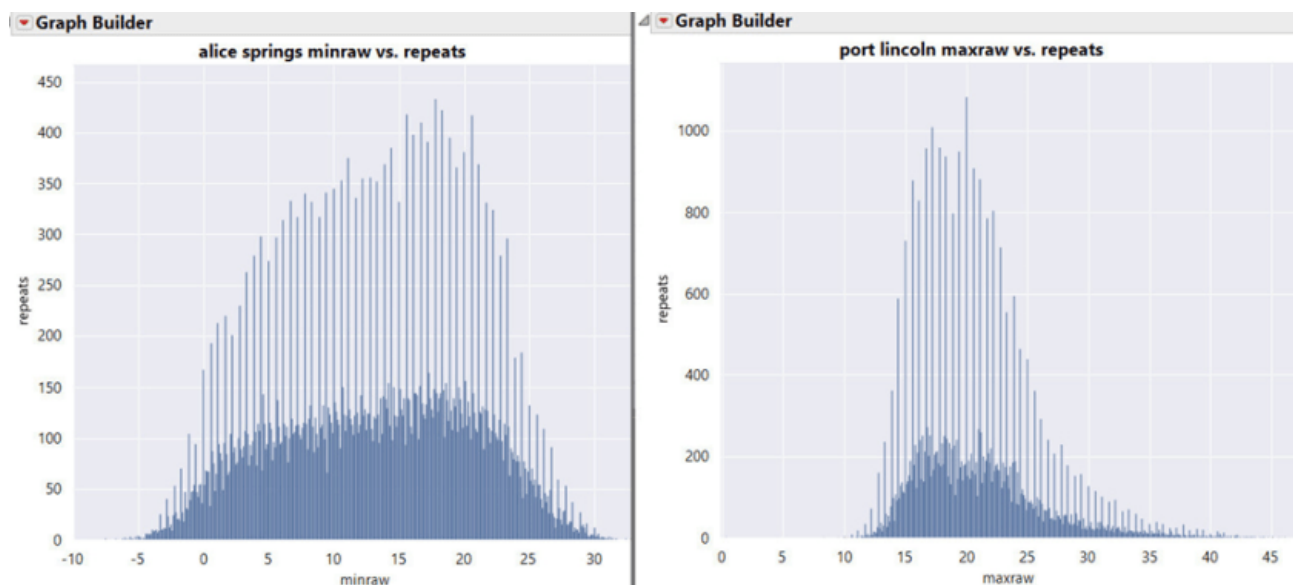 Graph Builder
alice springs minraw vs. repeats
450
400
350
300
250
200
150
100
50
0
repeats
-10 -5 0 5 10 15 20 25 30
minraw
Graph Builder
port lincoln maxraw vs. repeats
1000
800
600
400
200
0
repeats
0 5 10 15 20 25 30 35 40 45
maxraw